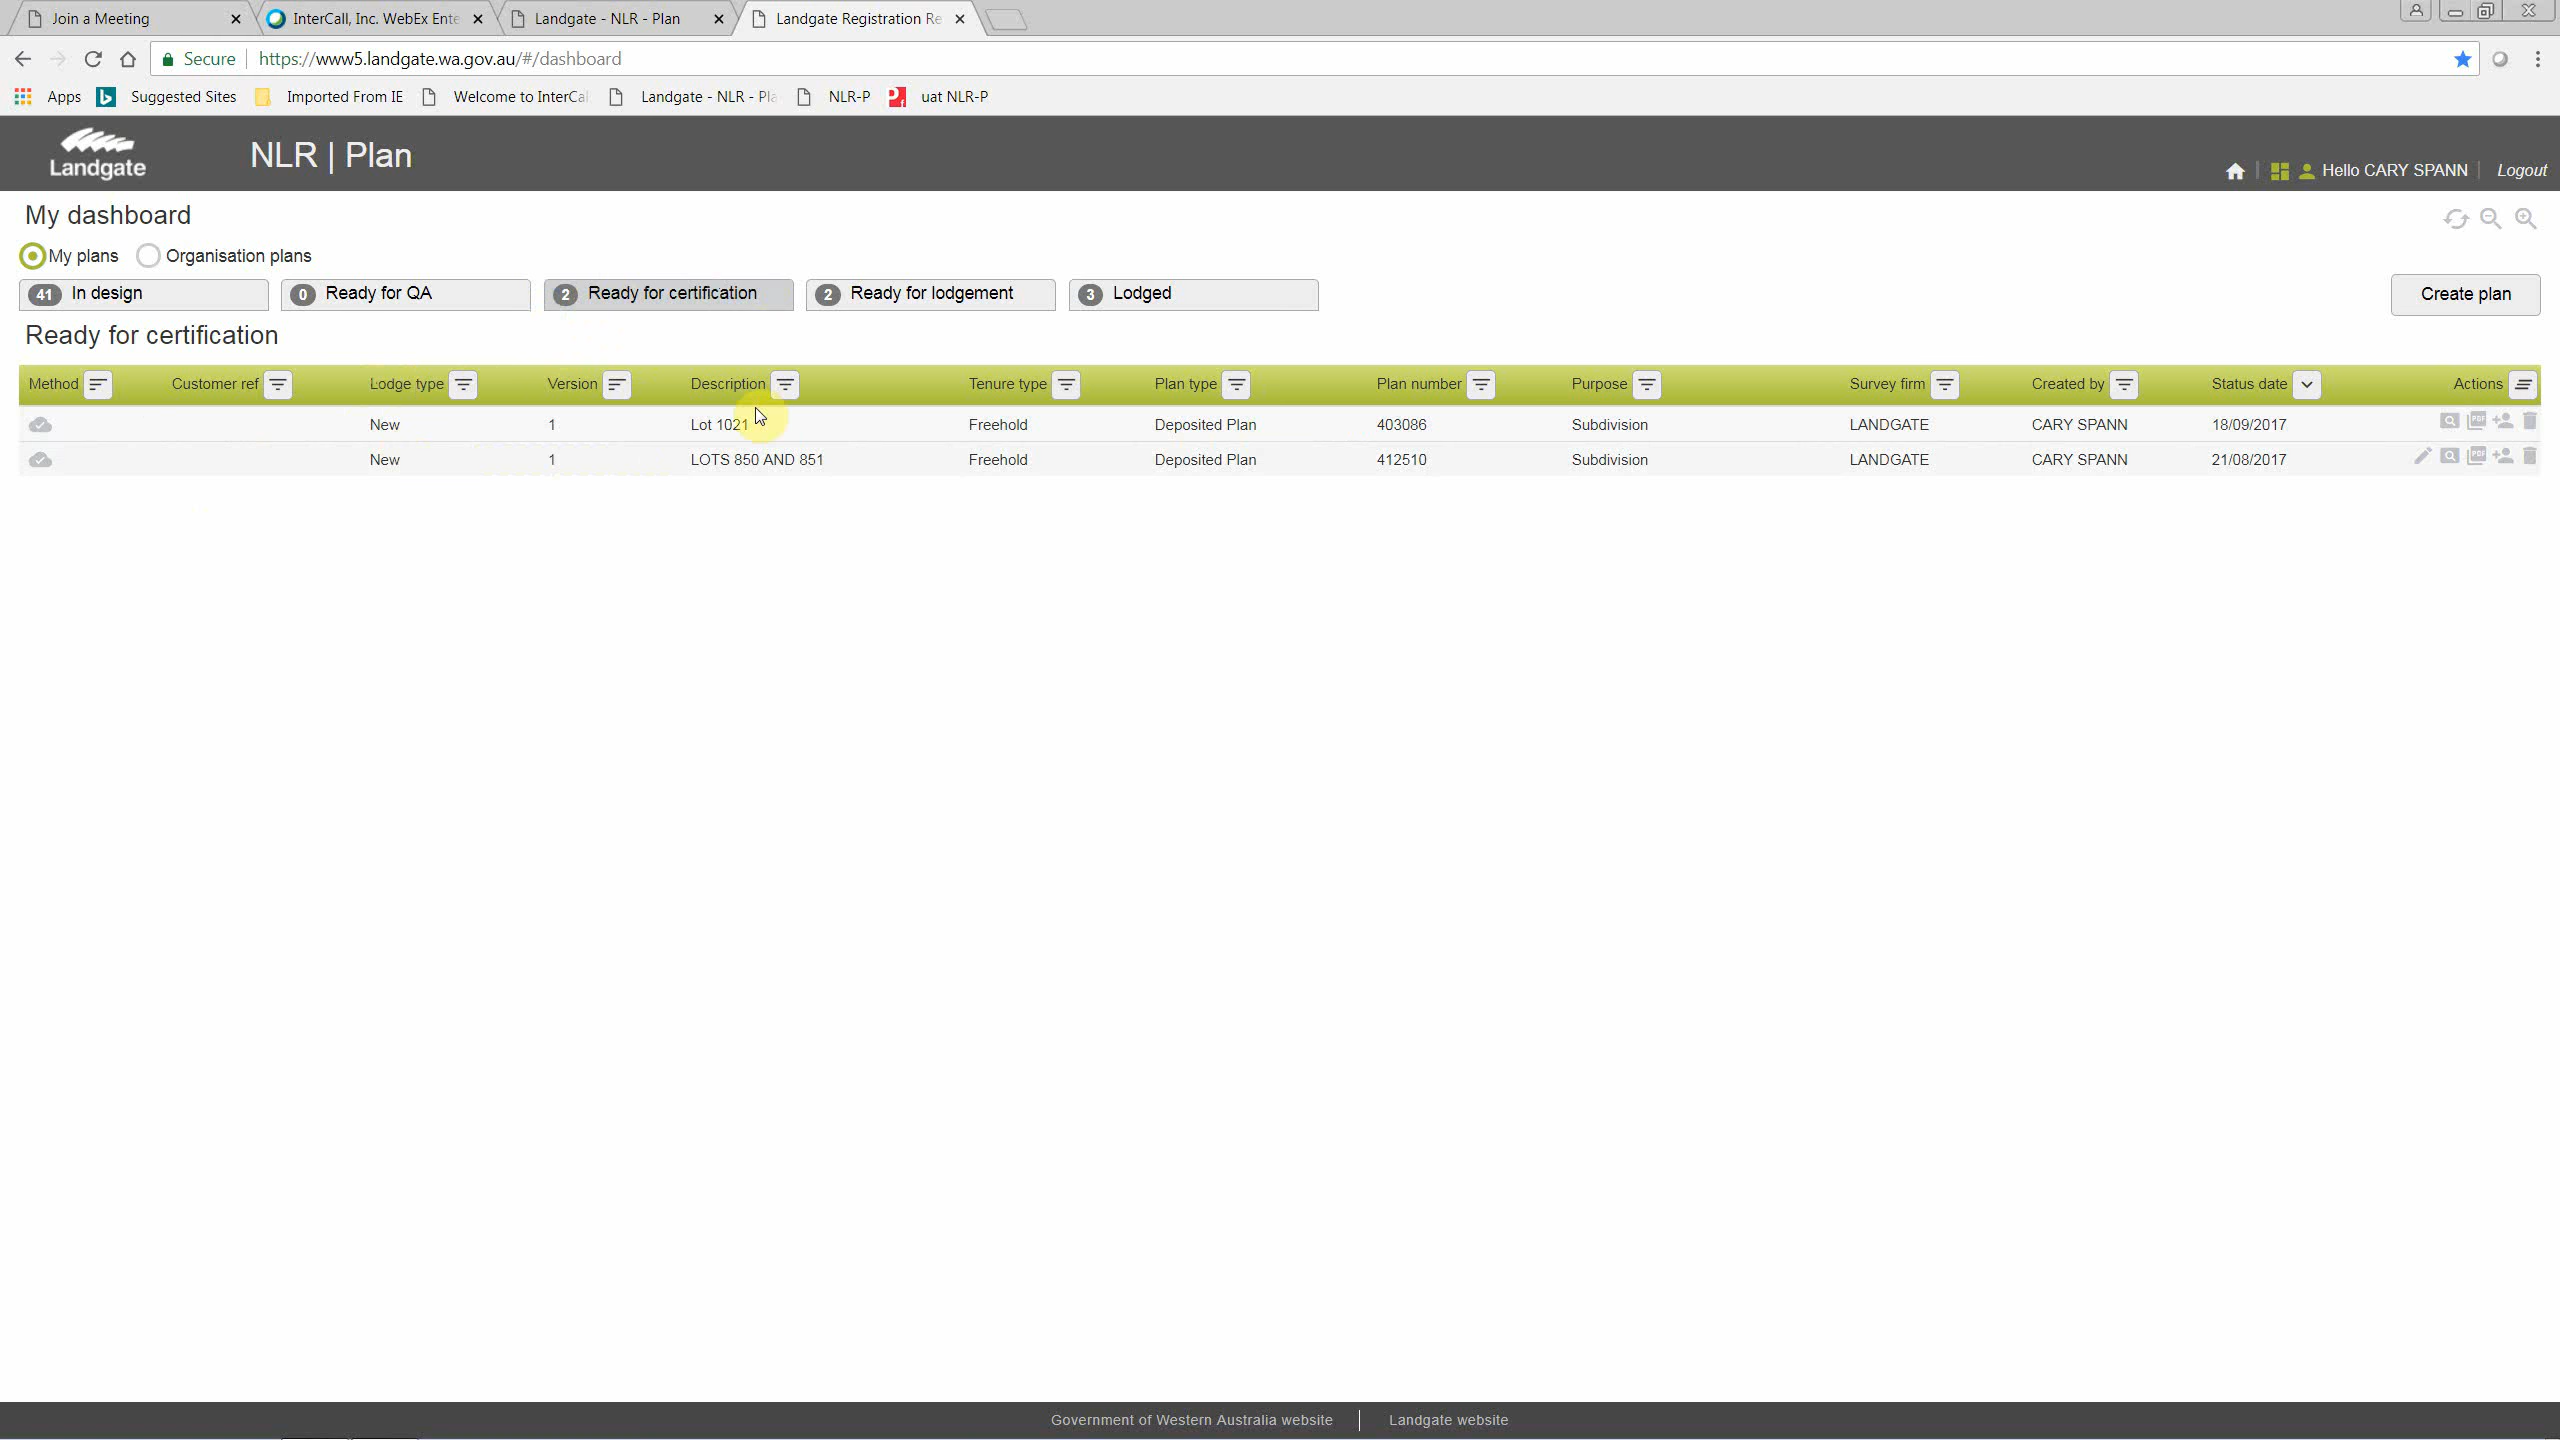 Join a Meeting
InterCall, Inc. WebEx Ente
Landgate - NLR - Plan
Landgate Registration Re
Secure
https://www5.landgate.wa.gov.au/#/dashboard
Apps
Suggested Sites
Imported From IE
Welcome to InterCal
Landgate - NLR - Pla
NLR-P
uat NLR-P
Landgate
NLR | Plan
Hello CARY SPANN
Logout
My dashboard
My plans
Organisation plans
41 In design
0 Ready for QA
2 Ready for certification
2 Ready for lodgement
3 Lodged
Create plan
Ready for certification
Method Customer ref Lodge type Version Description Tenure type Plan type Plan number Purpose Survey firm Created by Status date Actions
New 1 Lot 1021 Freehold Deposited Plan 403086 Subdivision LANDGATE CARY SPANN 18/09/2017 PDF
New 1 LOTS 850 AND 851 Freehold Deposited Plan 412510 Subdivision LANDGATE CARY SPANN 21/08/2017 PDF
Government of Western Australia website
Landgate website